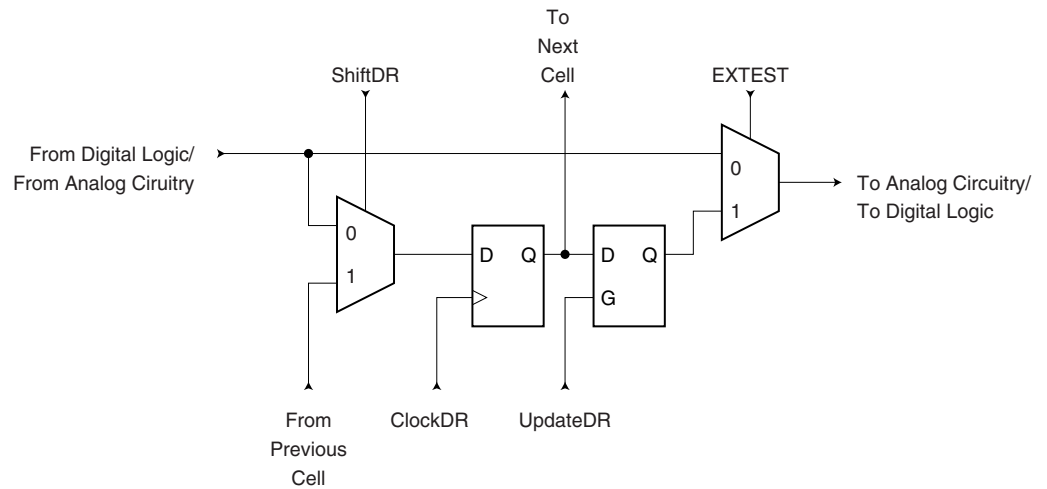 To
Next
Cell
ShiftDR
EXTEST
From Digital Logic/
From Analog Ciruitry
0
1
D Q
D Q
G
0
1
To Analog Circuitry/
To Digital Logic
From
Previous
Cell
ClockDR
UpdateDR